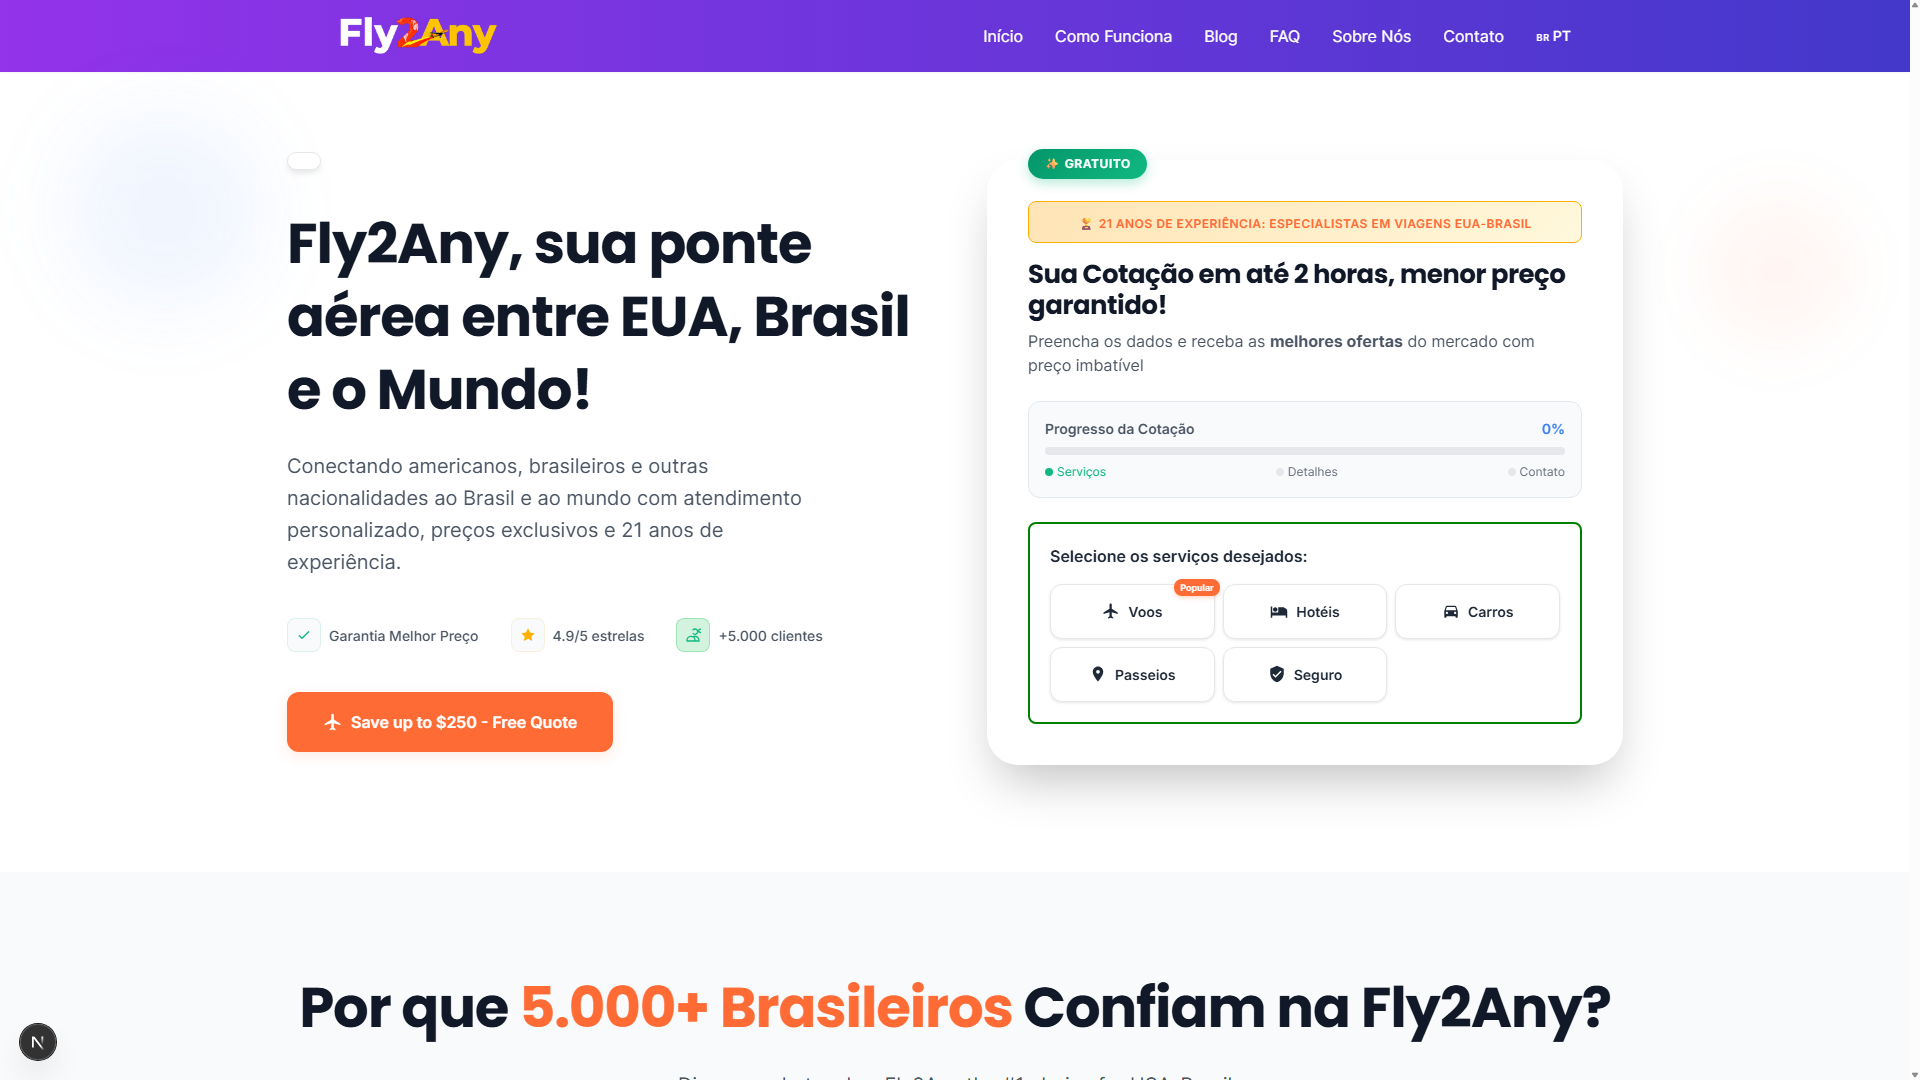 Fly2Any
Início
Como Funciona
Blog
FAQ
Sobre Nós
Contato
BR PT
Fly2Any, sua ponte
aérea entre EUA, Brasil
e o Mundo!
Conectando americanos, brasileiros e outras
nacionalidades ao Brasil e ao mundo com atendimento
personalizado, preços exclusivos e 21 anos de
experiência.
Garantia Melhor Preço
4.9/5 estrelas
+5.000 clientes
Save up to $250 - Free Quote
✨ GRATUITO
21 ANOS DE EXPERIÊNCIA: ESPECIALISTAS EM VIAGENS EUA-BRASIL
Sua Cotação em até 2 horas, menor preço
garantido!
Preencha os dados e receba as melhores ofertas do mercado com
preço imbatível
Progresso da Cotação
0%
Serviços
Detalhes
Contato
Selecione os serviços desejados:
Popular
Voos
Hotéis
Carros
Passeios
Seguro
Por que 5.000+ Brasileiros Confiam na Fly2Any?
N